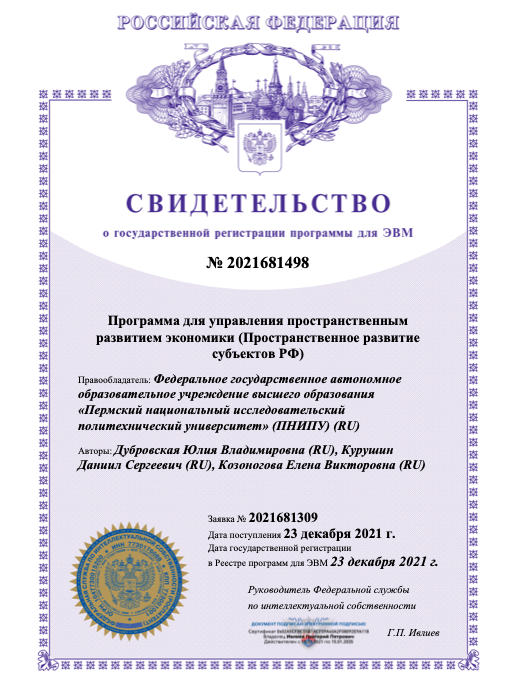 РОССИЙСКАЯ ФЕДЕРАЦИЯ
СВИДЕТЕЛЬСТВО
о государственной регистрации программы для ЭВМ
№ 2021681498
Программа для управления пространственным
развитием экономики (Пространственное развитие
субъектов РФ)
Правообладатель: Федеральное государственное автономное
образовательное учреждение высшего образования
«Пермский национальный исследовательский
политехнический университет» (ПНИПУ) (RU)
Авторы: Дубровская Юлия Владимировна (RU), Курушин
Даниил Сергеевич (RU), Козоногова Елена Викторовна (RU)
Заявка № 2021681309
Дата поступления 23 декабря 2021 г.
Дата государственной регистрации
в Реестре программ для ЭВМ 23 декабря 2021 г.
Руководитель Федеральной службы
по интеллектуальной собственности
ДОКУМЕНТ ПОДПИСАН ЭЛЕКТРОННОЙ ПОДПИСЬЮ
Сертификат
Владелец Ивлиев Григорий Петрович
Г.П. Ивлиев
ФЕДЕРАЛЬНАЯ СЛУЖБА ПО ИНТЕЛЛЕКТУАЛЬНОЙ СОБСТВЕННОСТИ